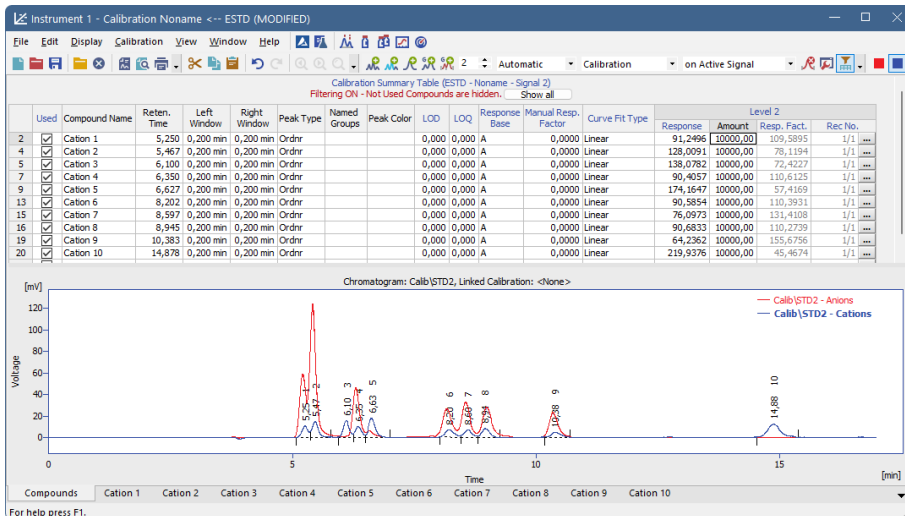 Instrument 1 - Calibration Noname <-- ESTD (MODIFIED)
File Edit Display Calibration View Window Help
2 Automatic Calibration on Active Signal
Calibration Summary Table (ESTD - Noname - Signal 2)
Filtering ON - Not Used Compounds are hidden. Show all
Used Compound Name Reten. Time Left Window Right Window Peak Type Named Groups Peak Color LOD LOQ Response Base Manual Resp. Factor Curve Fit Type Level 2
Response Amount Resp. Fact. Rec No.
2 Cation 1 5,250 0,200 min 0,200 min Ordnr 0,000 0,000 A 0,0000 Linear 91,2496 10000,00 109,5895 1/1 ...
4 Cation 2 5,467 0,200 min 0,200 min Ordnr 0,000 0,000 A 0,0000 Linear 128,0091 10000,00 78,1194 1/1 ...
5 Cation 3 6,100 0,200 min 0,200 min Ordnr 0,000 0,000 A 0,0000 Linear 138,0782 10000,00 72,4227 1/1 ...
7 Cation 4 6,350 0,200 min 0,200 min Ordnr 0,000 0,000 A 0,0000 Linear 90,4057 10000,00 110,6125 1/1 ...
9 Cation 5 6,627 0,200 min 0,200 min Ordnr 0,000 0,000 A 0,0000 Linear 174,1647 10000,00 57,4169 1/1 ...
13 Cation 6 8,202 0,200 min 0,200 min Ordnr 0,000 0,000 A 0,0000 Linear 90,5854 10000,00 110,3931 1/1 ...
15 Cation 7 8,597 0,200 min 0,200 min Ordnr 0,000 0,000 A 0,0000 Linear 76,0973 10000,00 131,4108 1/1 ...
16 Cation 8 8,945 0,200 min 0,200 min Ordnr 0,000 0,000 A 0,0000 Linear 90,6833 10000,00 110,2739 1/1 ...
19 Cation 9 10,383 0,200 min 0,200 min Ordnr 0,000 0,000 A 0,0000 Linear 64,2362 10000,00 155,6756 1/1 ...
20 Cation 10 14,878 0,200 min 0,200 min Ordnr 0,000 0,000 A 0,0000 Linear 219,9376 10000,00 45,4674 1/1 ...
Chromatogram: Calib\STD2, Linked Calibration: <None>
[mV]
Calib\STD2 - Anions
Calib\STD2 - Cations
120
100
80
60
40
20
0
Voltage
5,25 1
5,47 2
6,10 3
6,35 4
6,63 5
8,20 6
8,60 7
8,94 8
10,38 9
14,88 10
0 5 10 15
Time
[min]
Compounds Cation 1 Cation 2 Cation 3 Cation 4 Cation 5 Cation 6 Cation 7 Cation 8 Cation 9 Cation 10
For help press F1.